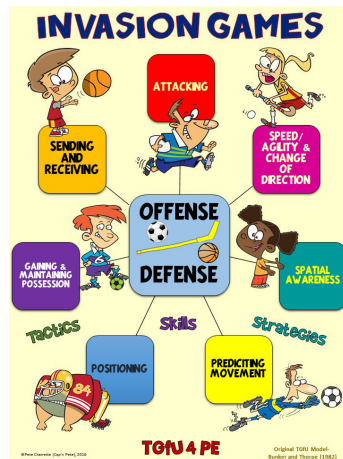 INVASION GAMES
ATTACKING
SENDING
AND
RECEIVING
SPEED/
AGILITY &
CHANGE
OF
DIRECTION
OFFENSE
DEFENSE
GAINING &
MAINTAINING
POSSESSION
SPATIAL
AWARENESS
Tactics
Skills
Strategies
POSITIONING
PREDICITING
MOVEMENT
84
TGfU 4 PE
©Pete Charrette (Cap'n Pete), 2016
Original TGfU Model-
Bunker and Thorpe (1982)